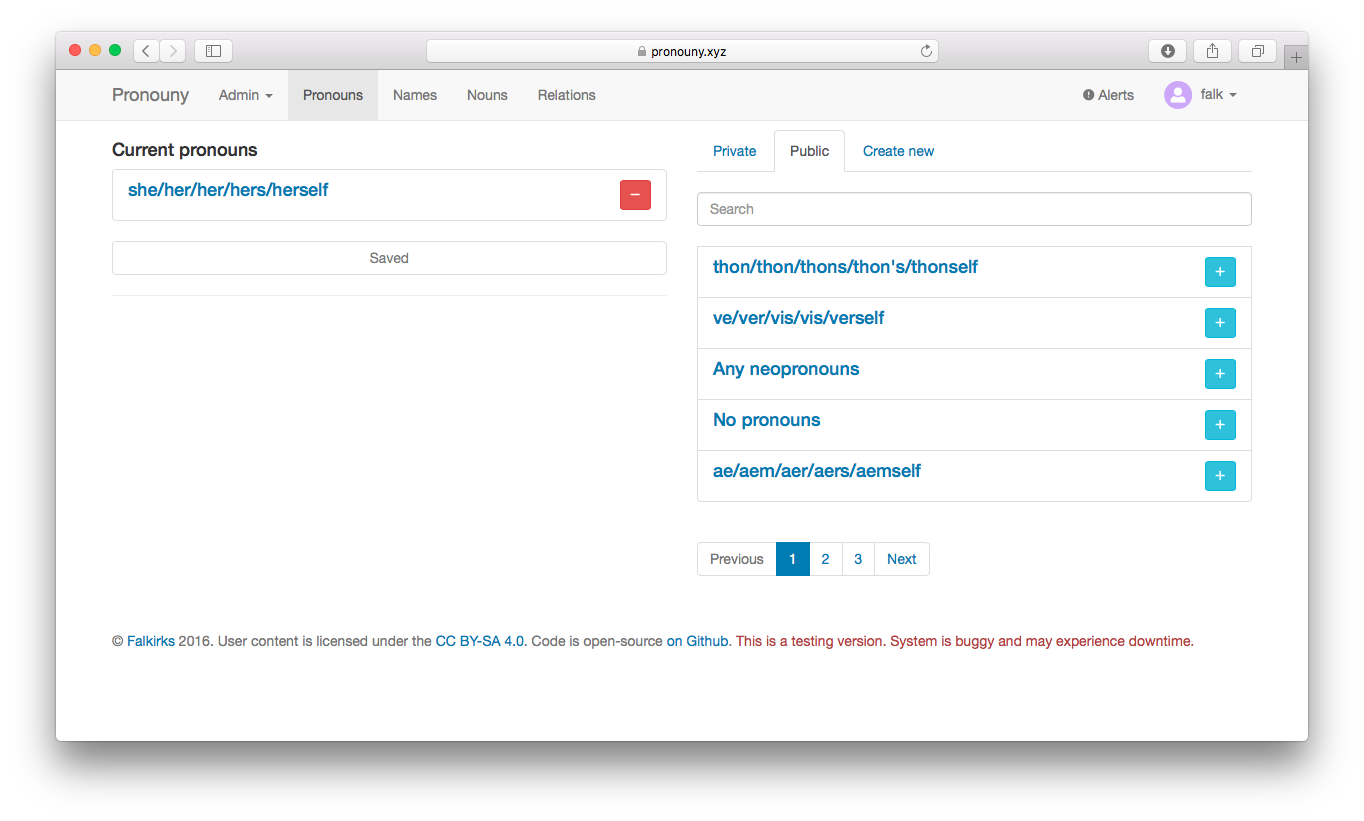 pronouny.xyz
Pronouny Admin Pronouns Names Nouns Relations Alerts falk
Current pronouns
she/her/her/hers/herself
Saved
Private Public Create new
Search
thon/thon/thons/thon's/thonself
ve/ver/vis/vis/verself
Any neopronouns
No pronouns
ae/aem/aer/aers/aemself
Previous 1 2 3 Next
© Falkirks 2016. User content is licensed under the CC BY-SA 4.0. Code is open-source on Github. This is a testing version. System is buggy and may experience downtime.